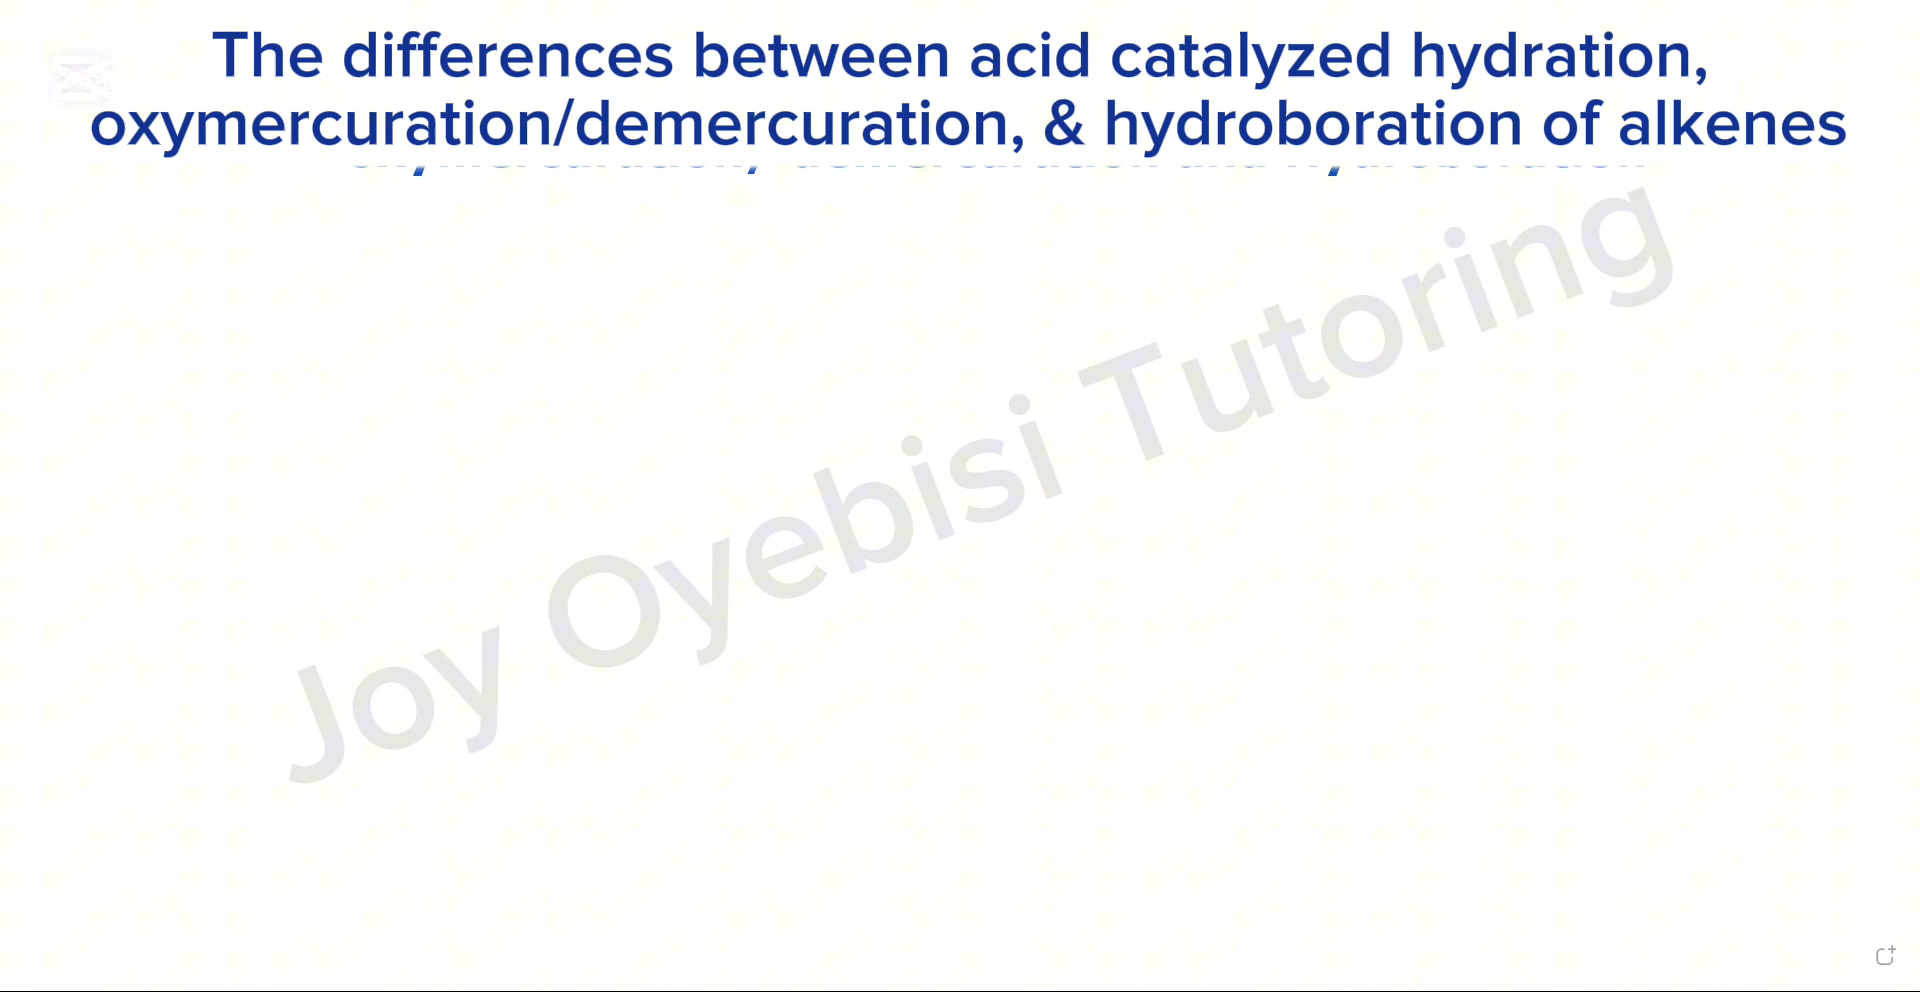 The differences between acid catalyzed hydration,
oxymercuration/demercuration, & hydroboration of alkenes
Joy Oyebisi Tutoring